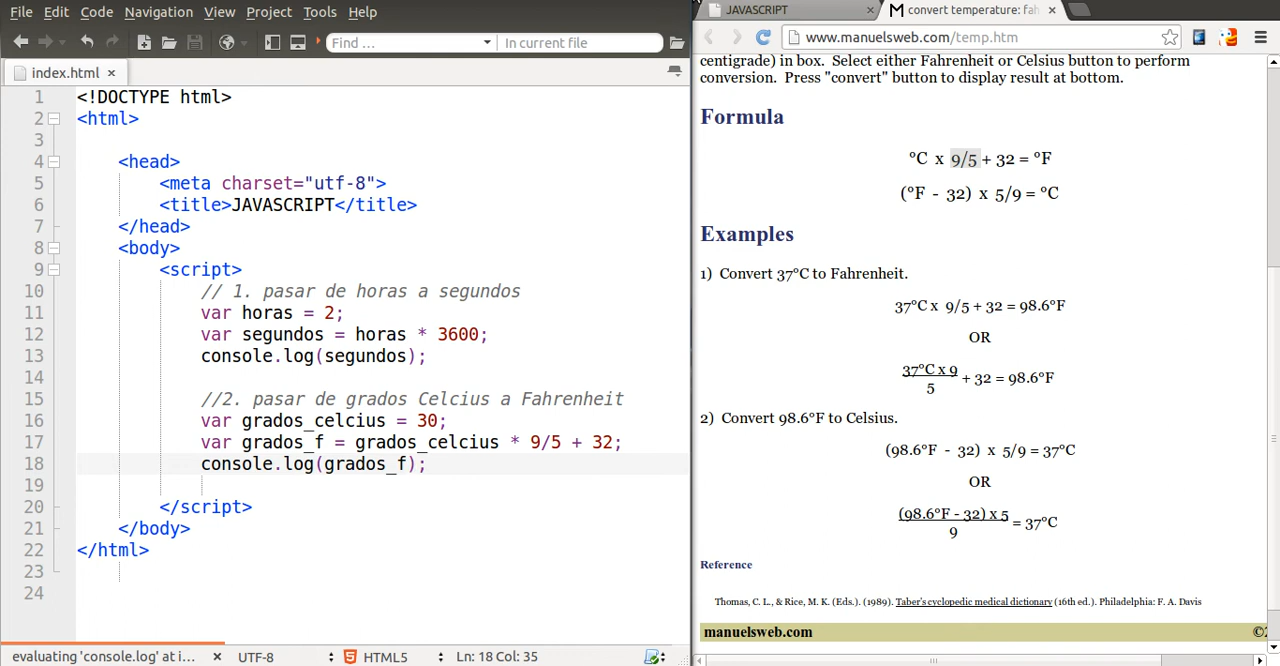 File Edit Code Navigation View Project Tools Help
Find ... In current file
index.html ×
1 <!DOCTYPE html>
2 <html>
3
4 <head>
5 <meta charset="utf-8">
6 <title>JAVASCRIPT</title>
7 </head>
8 <body>
9 <script>
10 // 1. pasar de horas a segundos
11 var horas = 2;
12 var segundos = horas * 3600;
13 console.log(segundos);
14
15 //2. pasar de grados Celcius a Fahrenheit
16 var grados_celcius = 30;
17 var grados_f = grados_celcius * 9/5 + 32;
18 console.log(grados_f);
19
20 </script>
21 </body>
22 </html>
23
24
evaluating 'console.log' at i... × UTF-8 HTML5 Ln: 18 Col: 35
JAVASCRIPT × convert temperature: fah ×
www.manuelsweb.com/temp.htm
centigrade) in box. Select either Fahrenheit or Celsius button to perform
conversion. Press "convert" button to display result at bottom.
Formula
°C x 9/5 + 32 = °F
(°F - 32) x 5/9 = °C
Examples
1) Convert 37°C to Fahrenheit.
37°C x 9/5 + 32 = 98.6°F
OR
37°C x 9
5 + 32 = 98.6°F
2) Convert 98.6°F to Celsius.
(98.6°F - 32) x 5/9 = 37°C
OR
(98.6°F - 32) x 5
9 = 37°C
Reference
Thomas, C. L., & Rice, M. K. (Eds.). (1989). Taber's cyclopedic medical dictionary (16th ed.). Philadelphia: F. A. Davis
manuelsweb.com ©2